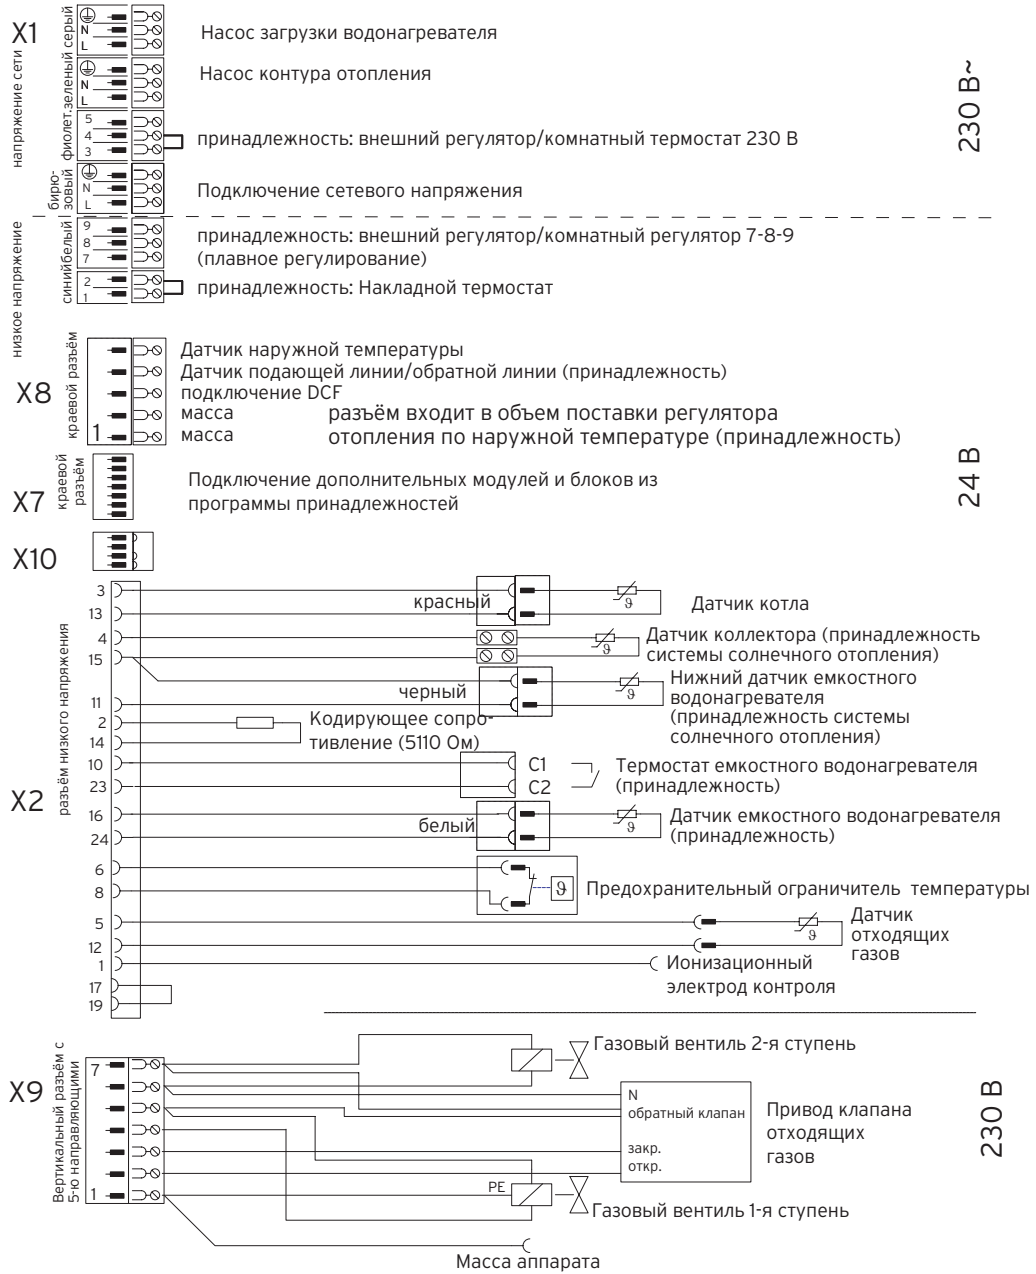 X1
напряжение сети
серый
N
L
Насос загрузки водонагревателя
зеленый
N
L
Насос контура отопления
230 В~
фиолет.
5
4
3
принадлежность: внешний регулятор/комнатный термостат 230 В
бирю-
зовый
N
L
Подключение сетевого напряжения
низкое напряжение
белый
9
8
7
принадлежность: внешний регулятор/комнатный регулятор 7-8-9
(плавное регулирование)
синий
2
1
принадлежность: Накладной термостат
X8
краевой разъём
1
Датчик наружной температуры
Датчик подающей линии/обратной линии (принадлежность)
подключение DCF
масса
разъём входит в объем поставки регулятора
масса
отопления по наружной температуре (принадлежность)
24 В
X7
краевой
разъём
Подключение дополнительных модулей и блоков из
программы принадлежностей
X10
X2
разъём низкого напряжения
3
13
красный
ϑ
Датчик котла
4
15
ϑ
Датчик коллектора (принадлежность
системы солнечного отопления)
11
черный
ϑ
Нижний датчик емкостного
водонагревателя
(принадлежность системы
солнечного отопления)
2
14
Кодирующее сопро-
тивление (5110 Ом)
10
23
C1
C2
Термостат емкостного водонагревателя
(принадлежность)
16
24
белый
ϑ
Датчик емкостного водонагревателя
(принадлежность)
6
8
ϑ
Предохранительный ограничитель температуры
5
12
ϑ
Датчик
отходящих
газов
1
Ионизационный
электрод контроля
17
19
X9
Вертикальный разъём с
5-ю направляющими
7
1
Газовый вентиль 2-я ступень
N
обратный клапан
закр.
откр.
Привод клапана
отходящих
газов
230 В
PE
Газовый вентиль 1-я ступень
Масса аппарата